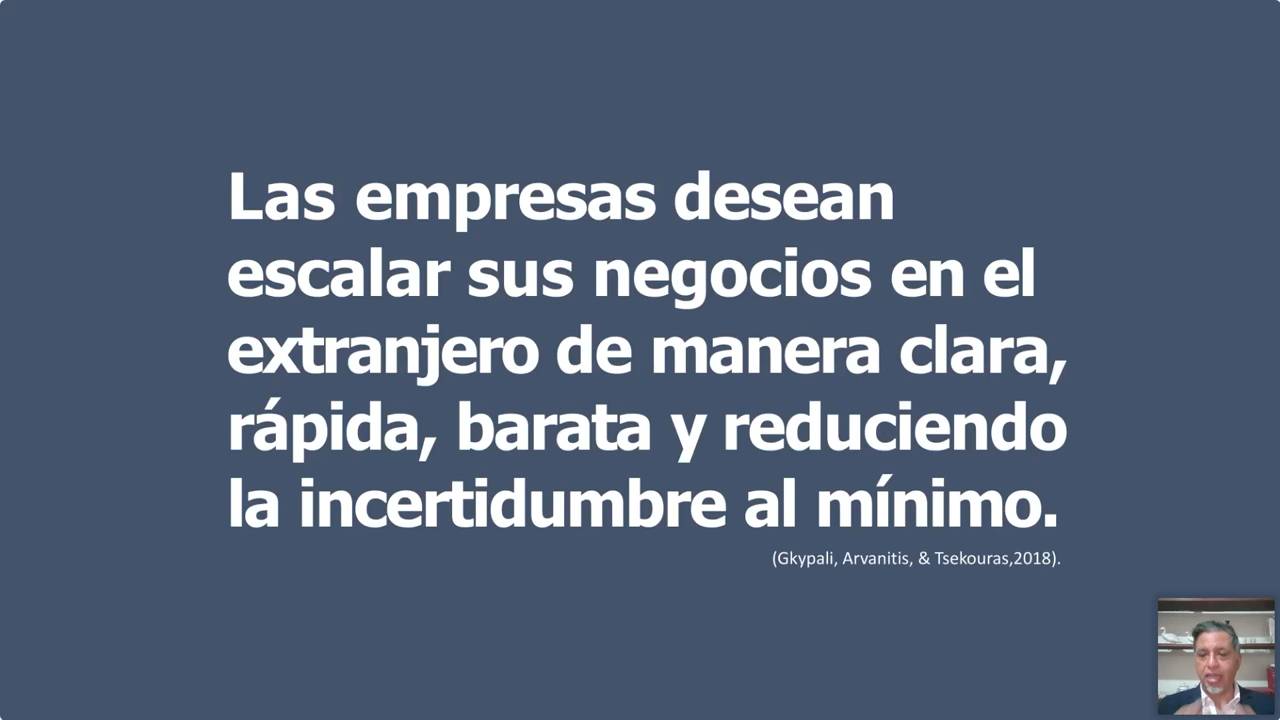 Las empresas desean
escalar sus negocios en el
extranjero de manera clara,
rápida, barata y reduciendo
la incertidumbre al mínimo.
(Gkypali, Arvanitis, & Tsekouras,2018).